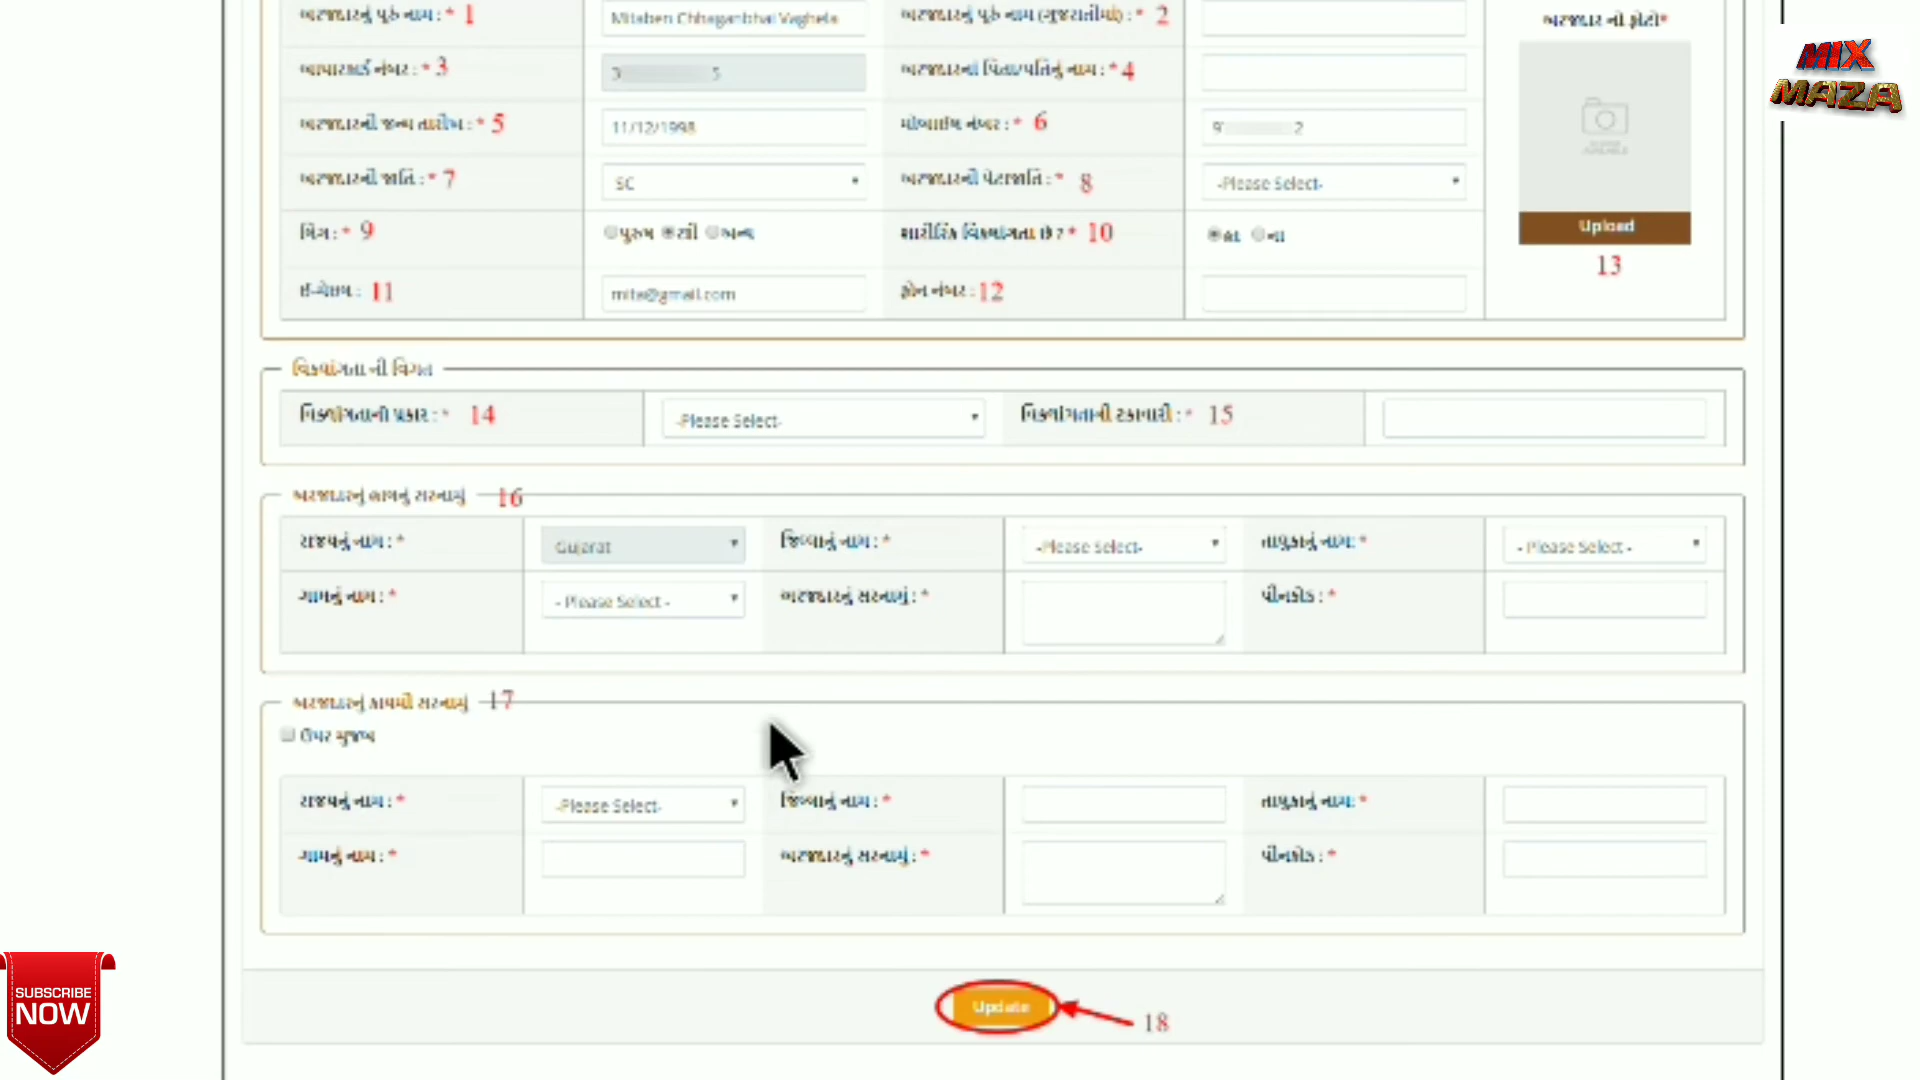 અરજદારનું પુરુ નામ : * 1 Mitaben Chhaganbhai Vaghela અરજદારનું પુરુ નામ (ગુજરાતીમાં) : * 2 અરજદાર નો ફોટો*
આધારકાર્ડ નંબર : * 3 અરજદારના પિતા/પતિનું નામ : * 4
અરજદારની જન્મ તારીખ : * 5 11/12/1998 મોબાઈલ નંબર : * 6 9 2
અરજદારની જાતિ : * 7 SC અરજદારની પેટાજાતિ : * 8 -Please Select-
લિંગ : * 9 પુરુષ સ્ત્રી અન્ય શારીરિક વિકલાંગતા છે ? * 10 હા ના
Upload
13
ઈ-મેઇલ : 11 mita@gmail.com ફોન નંબર : 12
વિકલાંગતા ની વિગત
વિકલાંગતાની પ્રકાર : * 14 -Please Select- વિકલાંગતાની ટકાવારી : * 15
અરજદારનું હાલનું સરનામું 16
રાજ્યનું નામ : * Gujarat જિલ્લાનું નામ : * -Please Select- તાલુકાનું નામ: * - Please Select -
ગામનું નામ : * - Please Select - અરજદારનું સરનામું : * પીનકોડ : *
અરજદારનું કાયમી સરનામું 17
ઉપર મુજબ
રાજ્યનું નામ : * -Please Select- જિલ્લાનું નામ : * તાલુકાનું નામ: *
ગામનું નામ : * અરજદારનું સરનામું : * પીનકોડ : *
Update 18
MIX
MAZA
SUBSCRIBE
NOW